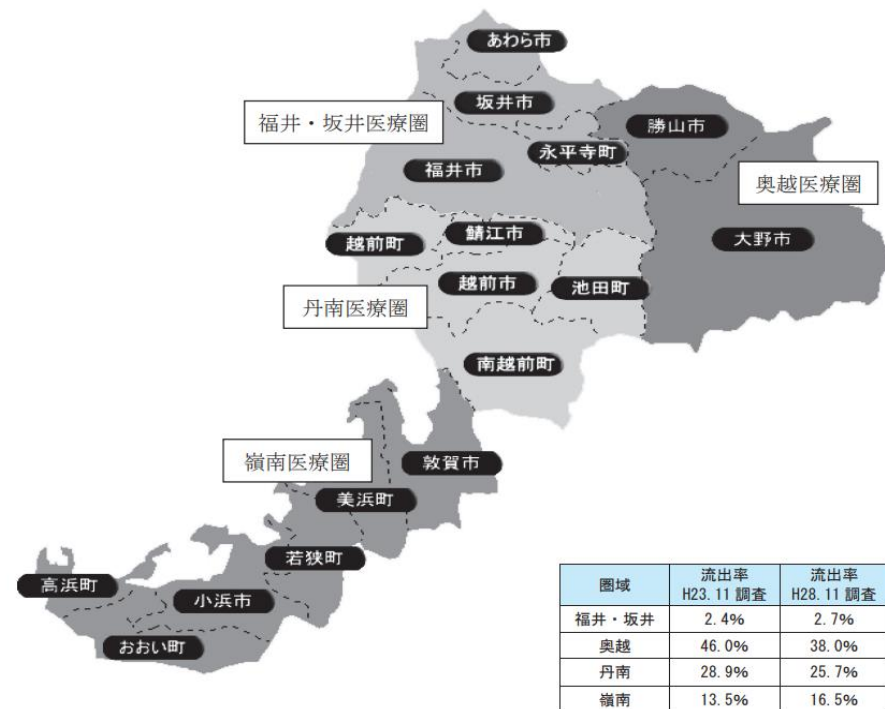 あわら市
坂井市
福井・坂井医療圏
勝山市
永平寺町
福井市
奥越医療圏
鯖江市
越前町
大野市
越前市
池田町
丹南医療圏
南越前町
嶺南医療圏
敦賀市
美浜町
若狭町
高浜町
小浜市
おおい町
圏域 流出率 H23.11 調査 流出率 H28.11 調査
福井・坂井 2.4% 2.7%
奥越 46.0% 38.0%
丹南 28.9% 25.7%
嶺南 13.5% 16.5%